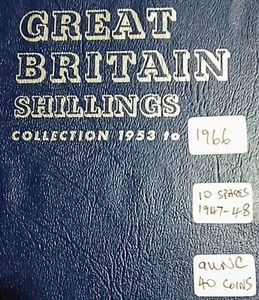 GREAT
BRITAIN
SHILLINGS
COLLECTION 1953 to 1966
10 SPARES
1947-48
aUNC
40 COINS